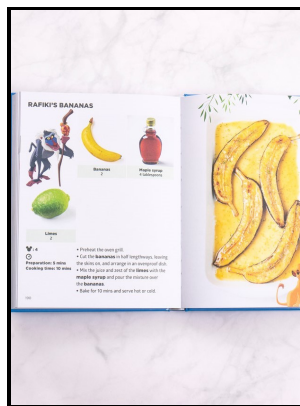 RAFIKI'S BANANAS
Bananas
3
Maple syrup
4 tablespoons
Limes
2
: 4
Preparation: 5 mins
Cooking time: 10 mins
• Preheat the oven grill.
• Cut the bananas in half lengthways, leaving
the skins on, and arrange in an ovenproof dish.
• Mix the juice and zest of the limes with the
maple syrup and pour the mixture over
the bananas.
• Bake for 10 mins and serve hot or cold.